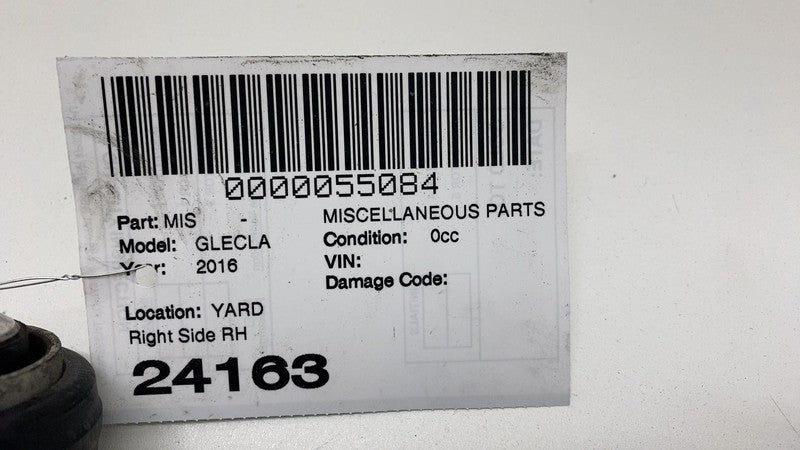 0000055084
Part: MIS - MISCELLANEOUS PARTS
Model: GLECLA Condition: 0cc
Year: 2016 VIN:
Damage Code:
Location: YARD
Right Side RH
24163